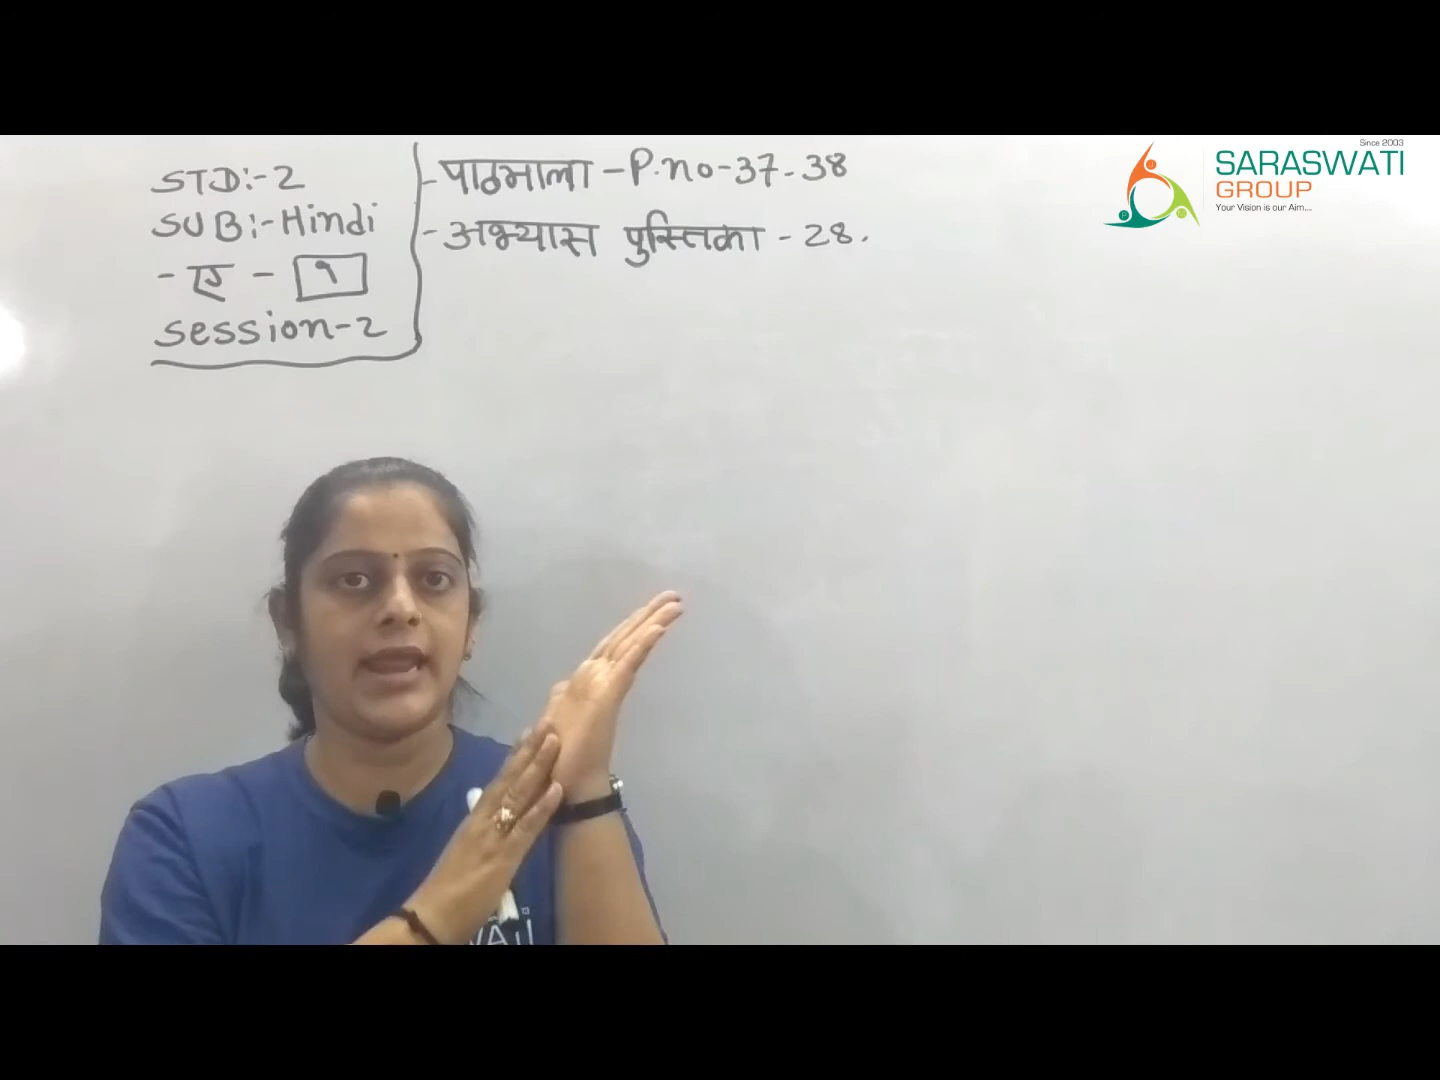 STD:-2
SUB:-Hindi
- ए - १
Session-2
- पाठमाला - P.no-37-38
- अभ्यास पुस्तिका - 28.
Since 2003
SARASWATI
GROUP
Your Vision is our Aim....